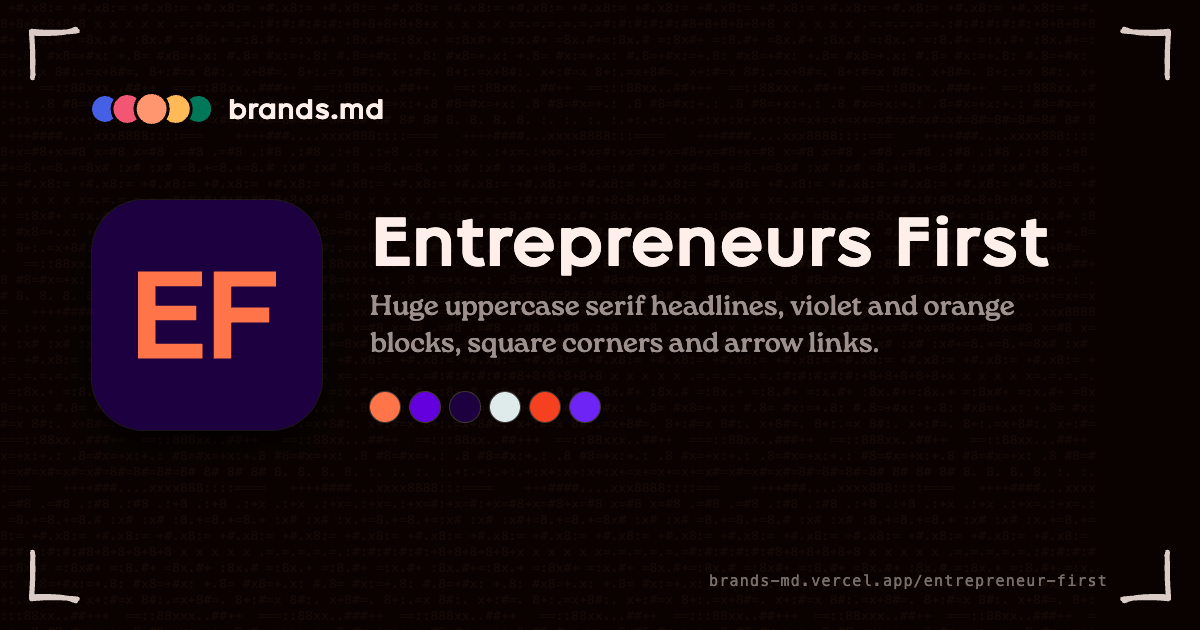 brands.md
EF
Entrepreneurs First
Huge uppercase serif headlines, violet and orange
blocks, square corners and arrow links.
brands-md.vercel.app/entrepreneur-first